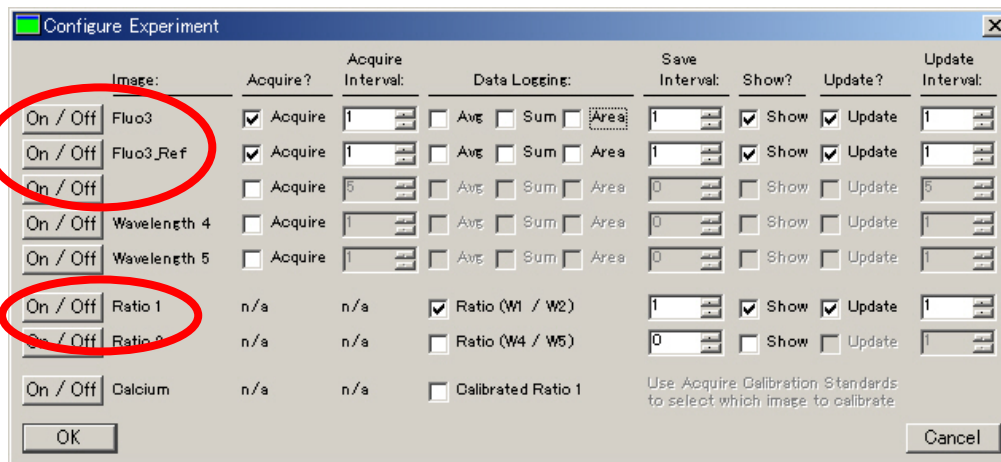 Configure Experiment
Image: Acquire? Acquire Interval: Data Logging: Save Interval: Show? Update? Update Interval:
On / Off Fluo3 Acquire 1 Avg Sum Area 1 Show Update 1
On / Off Fluo3_Ref Acquire 1 Avg Sum Area 1 Show Update 1
On / Off Acquire 5 Avg Sum Area 0 Show Update 5
On / Off Wavelength 4 Acquire 1 Avg Sum Area 0 Show Update 1
On / Off Wavelength 5 Acquire 1 Avg Sum Area 0 Show Update 1
On / Off Ratio 1 n/a n/a Ratio (W1 / W2) 1 Show Update 1
On / Off Ratio n/a n/a Ratio (W4 / W5) 0 Show Update 1
On / Off Calcium n/a n/a Calibrated Ratio 1 Use Acquire Calibration Standards
to select which image to calibrate
OK Cancel